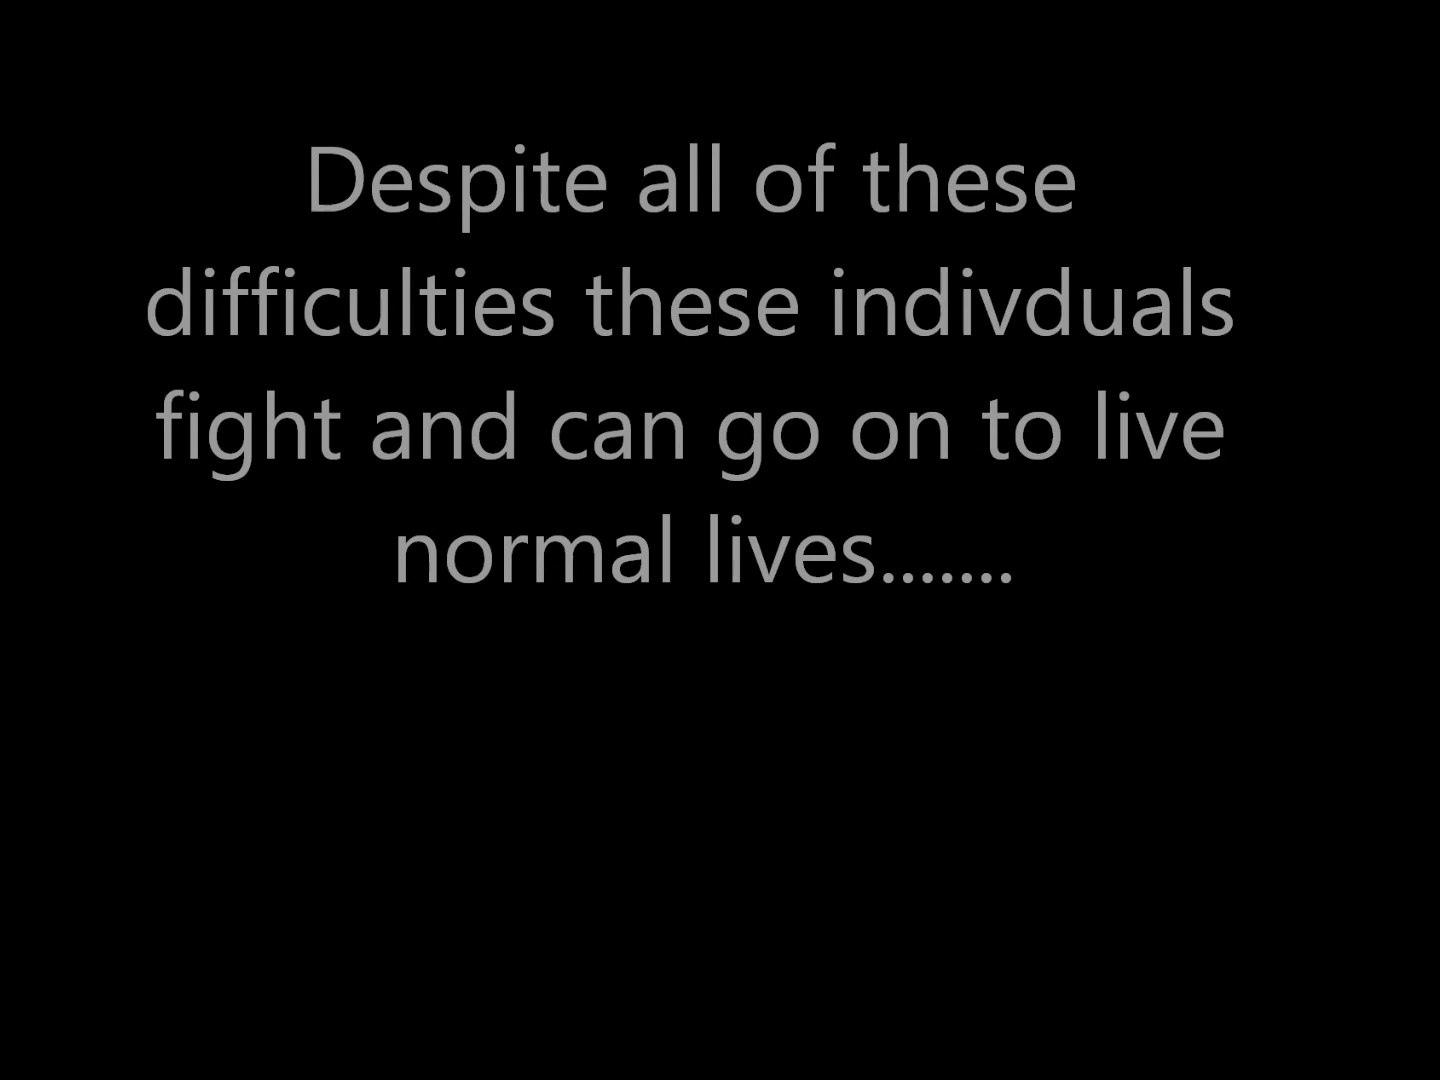 Despite all of these
difficulties these indivduals
fight and can go on to live
normal lives.......